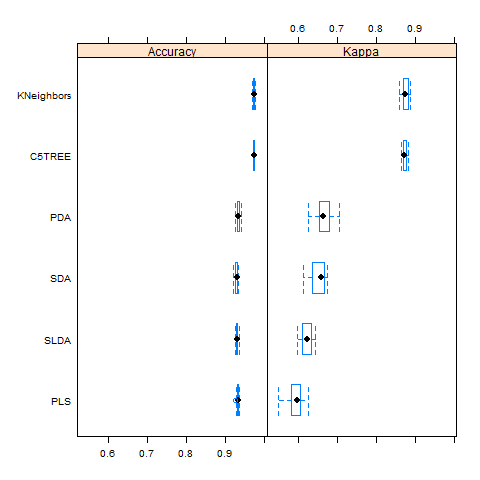 0.6 0.7 0.8 0.9
Accuracy Kappa
KNeighbors
C5TREE
PDA
SDA
SLDA
PLS
0.6 0.7 0.8 0.9